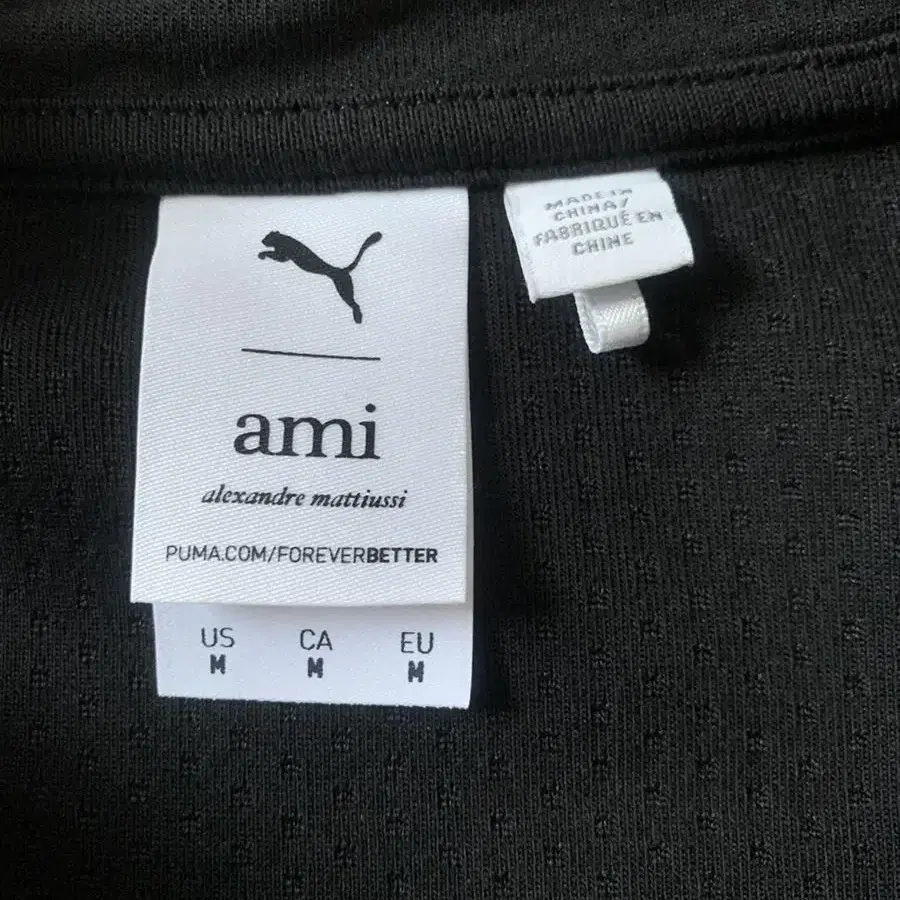 ami
alexandre mattiussi
PUMA.COM/FOREVERBETTER
US CA EU
M M M
MADE IN
CHINA/
FABRIQUÉ EN
CHINE